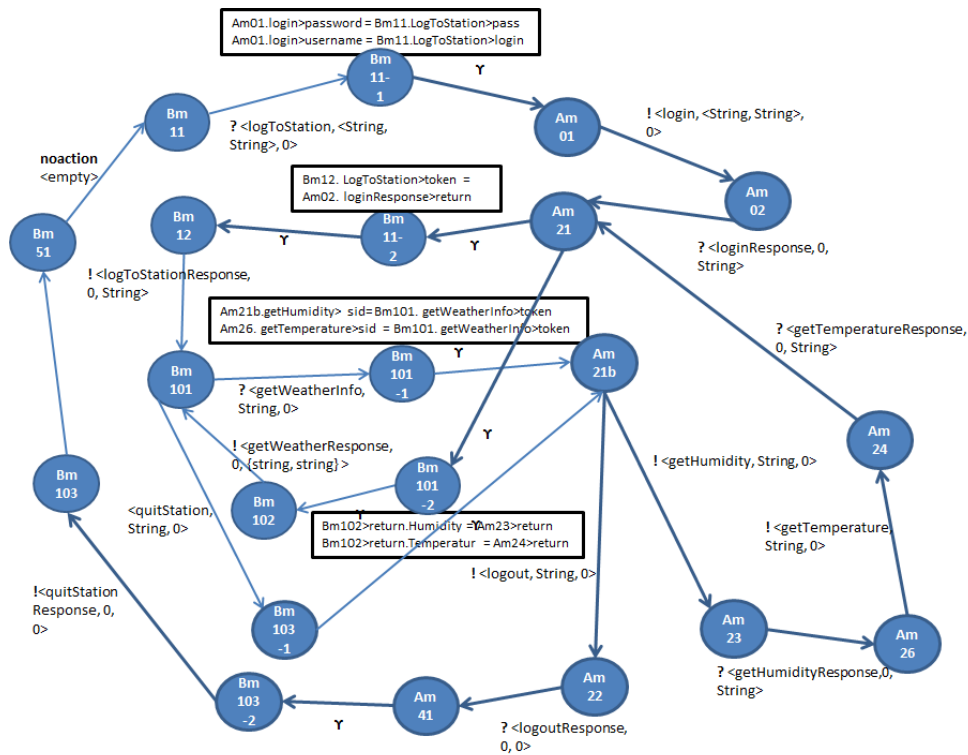 Am01.login>password = Bm11.LogToStation>pass
Am01.login>username = Bm11.LogToStation>login
Bm
11-
1
ϒ
Bm
11
? <logToStation, <String,
String>, 0>
Am
01
! <login, <String, String>,
0>
noaction
<empty>
Bm12. LogToStation>token =
Am02. loginResponse>return
Am
02
Bm
12
Bm
11-
2
Am
21
ϒ
ϒ
Bm
51
? <loginResponse, 0,
String>
! <logToStationResponse,
0, String>
Am21b.getHumidity> sid=Bm101. getWeatherInfo>token
Am26. getTemperature>sid = Bm101. getWeatherInfo>token
? <getTemperatureResponse,
0, String>
ϒ
Bm
101
Bm
101
-1
Am
21b
? <getWeatherInfo,
String, 0>
! <getWeatherResponse,
0, {string, string} >
ϒ
Am
24
! <getHumidity, String, 0>
Bm
103
Bm
102
Bm
101
-2
<quitStation,
String, 0>
ϒ
Bm102>return.Humidity = Am23>return
ϒ
Bm102>return.Temperatur = Am24>return
! <getTemperature,
String, 0>
! <logout, String, 0>
!<quitStation
Response, 0,
0>
Bm
103
-1
Am
23
Am
26
? <getHumidityResponse,0,
String>
Bm
103
-2
Am
41
Am
22
ϒ
? <logoutResponse,
0, 0>